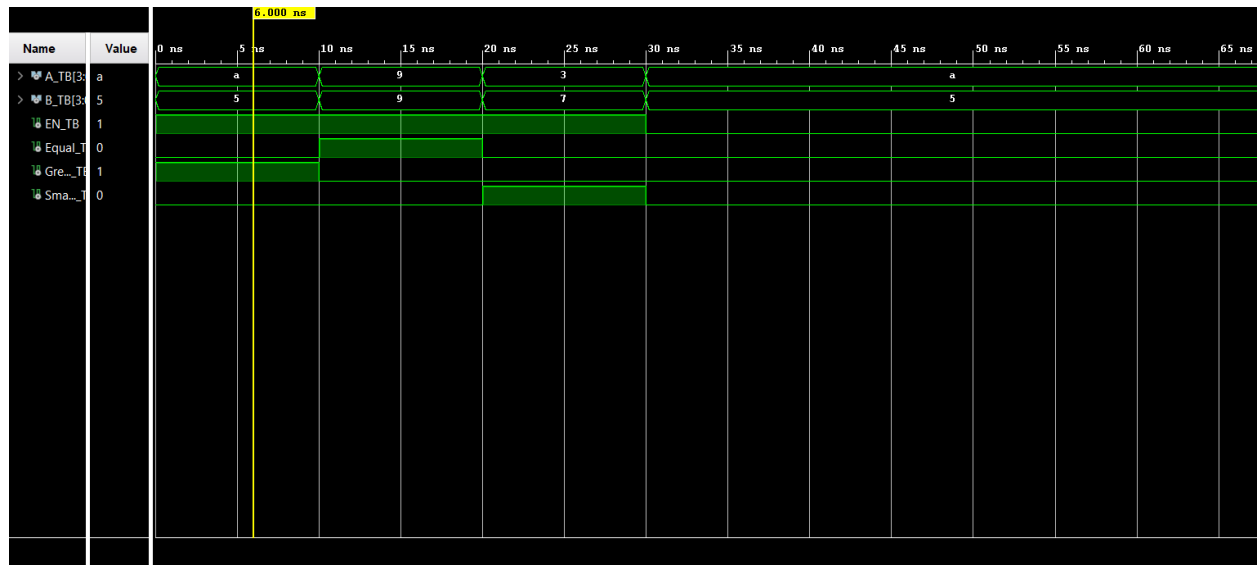 6.000 ns
Name Value
0 ns 5 ns 10 ns 15 ns 20 ns 25 ns 30 ns 35 ns 40 ns 45 ns 50 ns 55 ns 60 ns 65 ns
A_TB[3: a a 9 3 a
B_TB[3: 5 5 9 7 5
EN_TB 1
Equal_T 0
Gre..._TB 1
Sma..._T 0